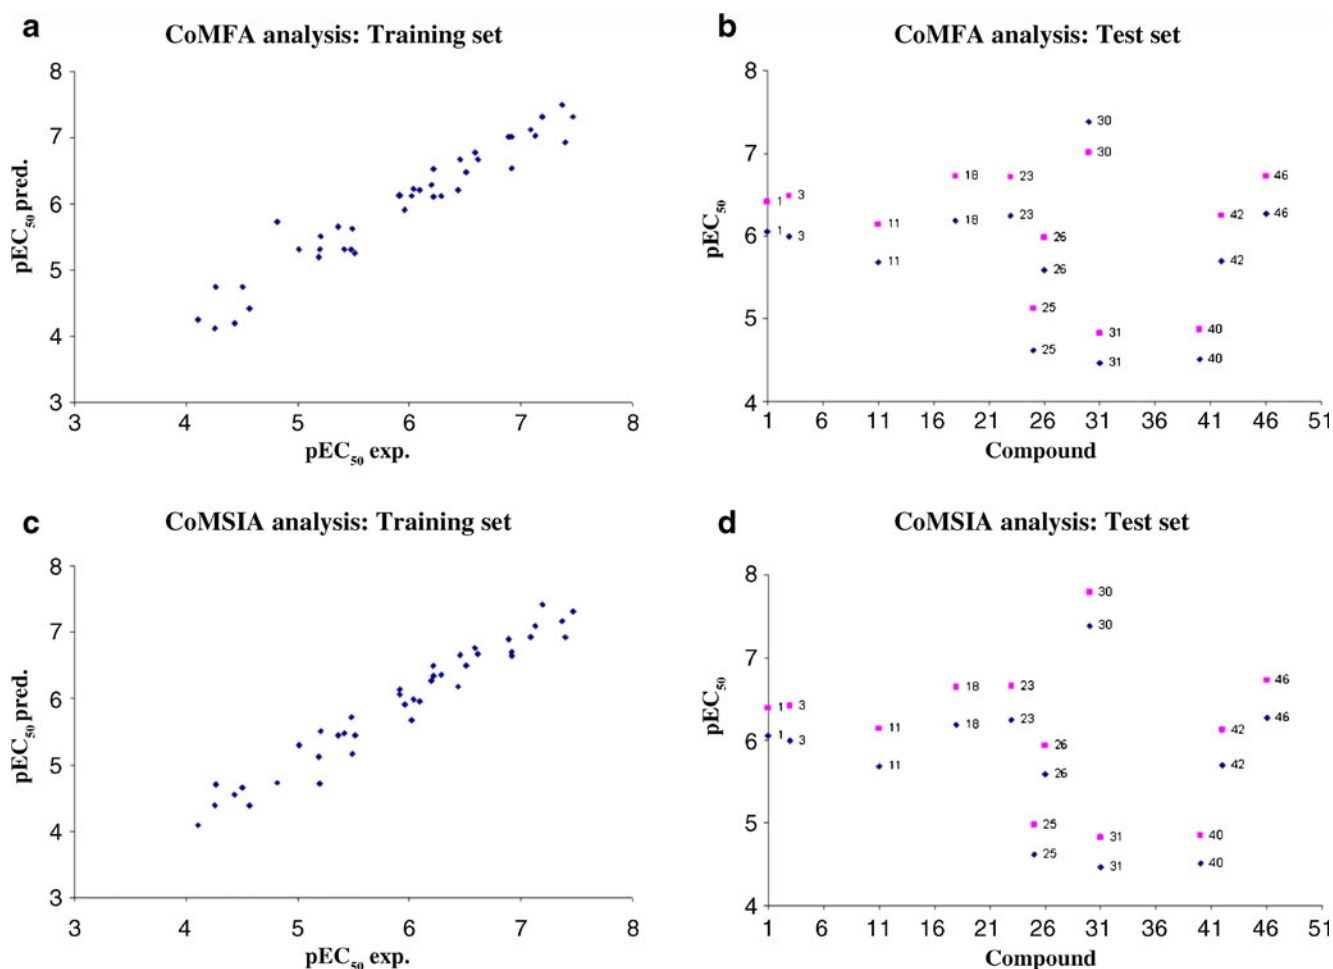 a
CoMFA analysis: Training set
8
7
6
5
4
3
3 4 5 6 7 8
pEC50 pred.
pEC50 exp.
b
CoMFA analysis: Test set
8
7
6
5
4
1 6 11 16 21 26 31 36 41 46 51
pEC50
Compound
30
30
18 23 46
3
1
42
11
18 23 46
1 3
26
11
42
26
25
31 40
25
31 40
c
CoMSIA analysis: Training set
8
7
6
5
4
3
3 4 5 6 7 8
pEC50 pred.
pEC50 exp.
d
CoMSIA analysis: Test set
8
7
6
5
4
1 6 11 16 21 26 31 36 41 46 51
pEC50
Compound
30
30
46
18 23
1 3
46
23
18
11 42
1 3
26
11 42
26
25
31 40
25
31 40